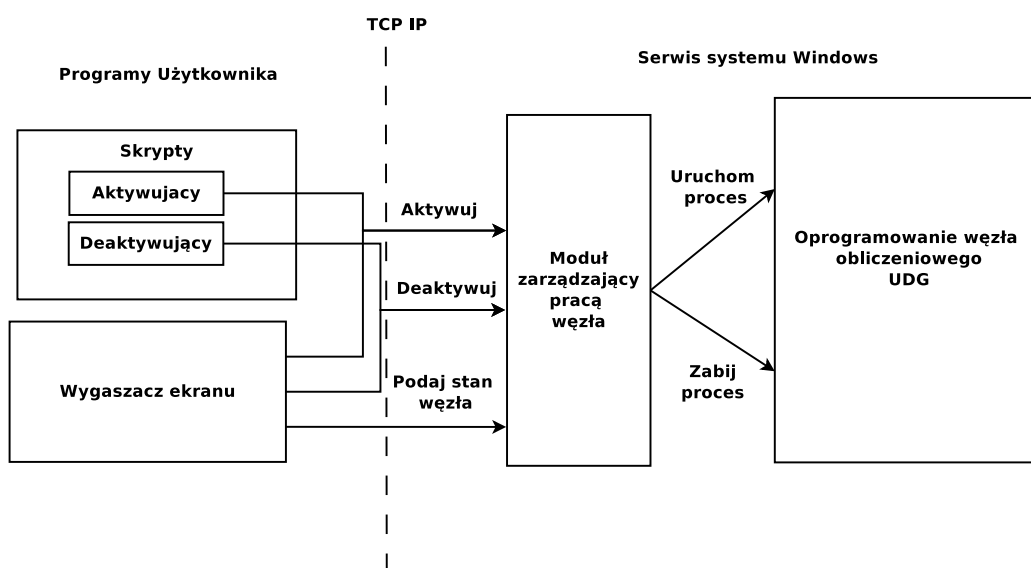 TCP IP
Programy Użytkownika
Serwis systemu Windows
Skrypty
Aktywujacy
Deaktywujący
Wygaszacz ekranu
Aktywuj
Deaktywuj
Podaj stan
węzła
Moduł
zarządzający
pracą
węzła
Uruchom
proces
Zabij
proces
Oprogramowanie węzła
obliczeniowego
UDG